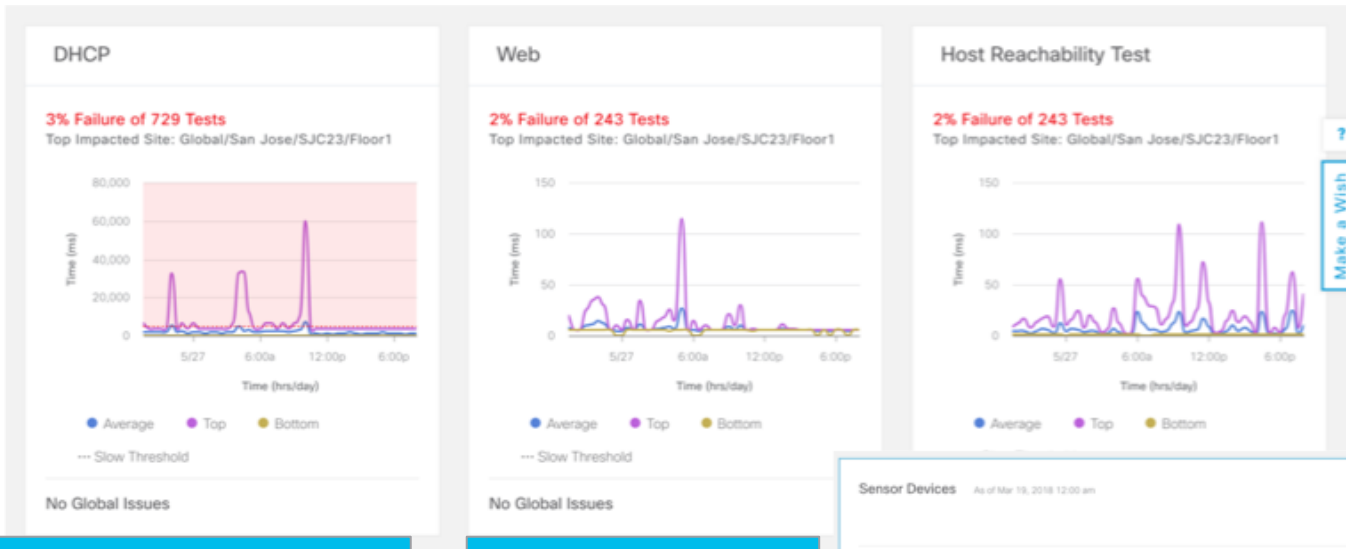 DHCP
3% Failure of 729 Tests
Top Impacted Site: Global/San Jose/SJC23/Floor1
80,000
60,000
40,000
20,000
0
Time (ms)
5/27 6:00a 12:00p 6:00p
Time (hrs/day)
Average Top Bottom
--- Slow Threshold
No Global Issues
Web
2% Failure of 243 Tests
Top Impacted Site: Global/San Jose/SJC23/Floor1
150
100
50
0
Time (ms)
5/27 6:00a 12:00p 6:00p
Time (hrs/day)
Average Top Bottom
--- Slow Threshold
No Global Issues
Host Reachability Test
2% Failure of 243 Tests
Top Impacted Site: Global/San Jose/SJC23/Floor1
150
100
50
0
Time (ms)
5/27 6:00a 12:00p 6:00p
Time (hrs/day)
Average Top Bottom
?
Make a Wish
Sensor Devices As of Mar 19, 2018 12:00 am